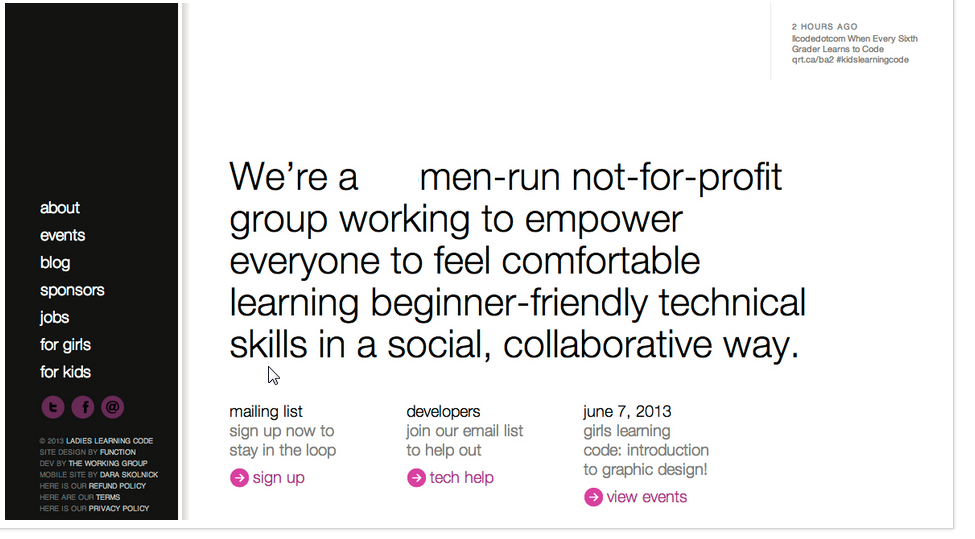 2 HOURS AGO
llcodedotcom When Every Sixth
Grader Learns to Code
qrt.ca/ba2 #kidslearningcode
We're a men-run not-for-profit
group working to empower
everyone to feel comfortable
learning beginner-friendly technical
skills in a social, collaborative way.
about
events
blog
sponsors
jobs
for girls
for kids
© 2013 LADIES LEARNING CODE
SITE DESIGN BY FUNCTION
DEV BY THE WORKING GROUP
MOBILE SITE BY DARA SKOLNICK
HERE IS OUR REFUND POLICY
HERE ARE OUR TERMS
HERE IS OUR PRIVACY POLICY
mailing list
sign up now to
stay in the loop
sign up
developers
join our email list
to help out
tech help
june 7, 2013
girls learning
code: introduction
to graphic design!
view events